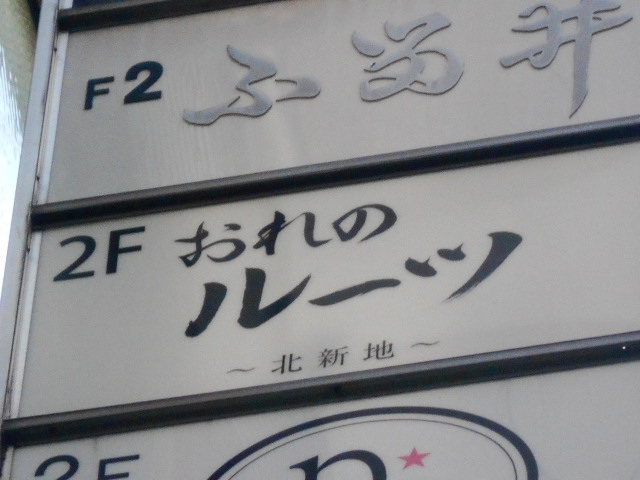 F2 ふる井
2F おれの
ルーツ
～北新地～
2F